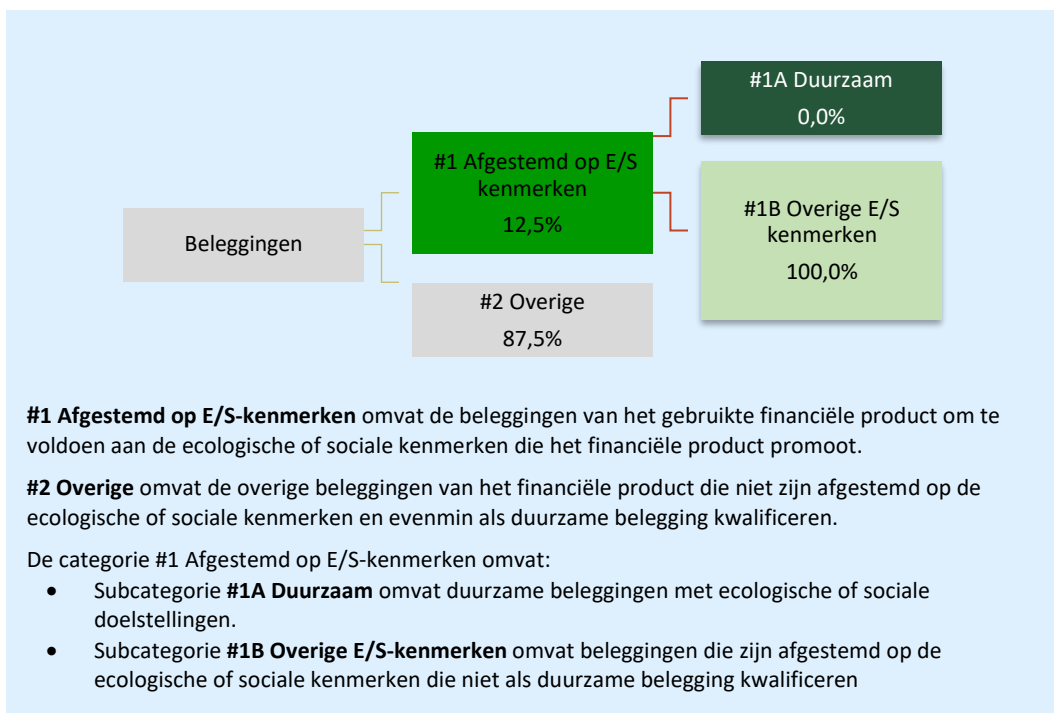 #1A Duurzaam
0,0%
#1 Afgestemd op E/S
kenmerken
12,5%
#1B Overige E/S
kenmerken
100,0%
Beleggingen
#2 Overige
87,5%
#1 Afgestemd op E/S-kenmerken omvat de beleggingen van het gebruikte financiële product om te
voldoen aan de ecologische of sociale kenmerken die het financiële product promoot.
#2 Overige omvat de overige beleggingen van het financiële product die niet zijn afgestemd op de
ecologische of sociale kenmerken en evenmin als duurzame belegging kwalificeren.
De categorie #1 Afgestemd op E/S-kenmerken omvat:
• Subcategorie #1A Duurzaam omvat duurzame beleggingen met ecologische of sociale
doelstellingen.
• Subcategorie #1B Overige E/S-kenmerken omvat beleggingen die zijn afgestemd op de
ecologische of sociale kenmerken die niet als duurzame belegging kwalificeren